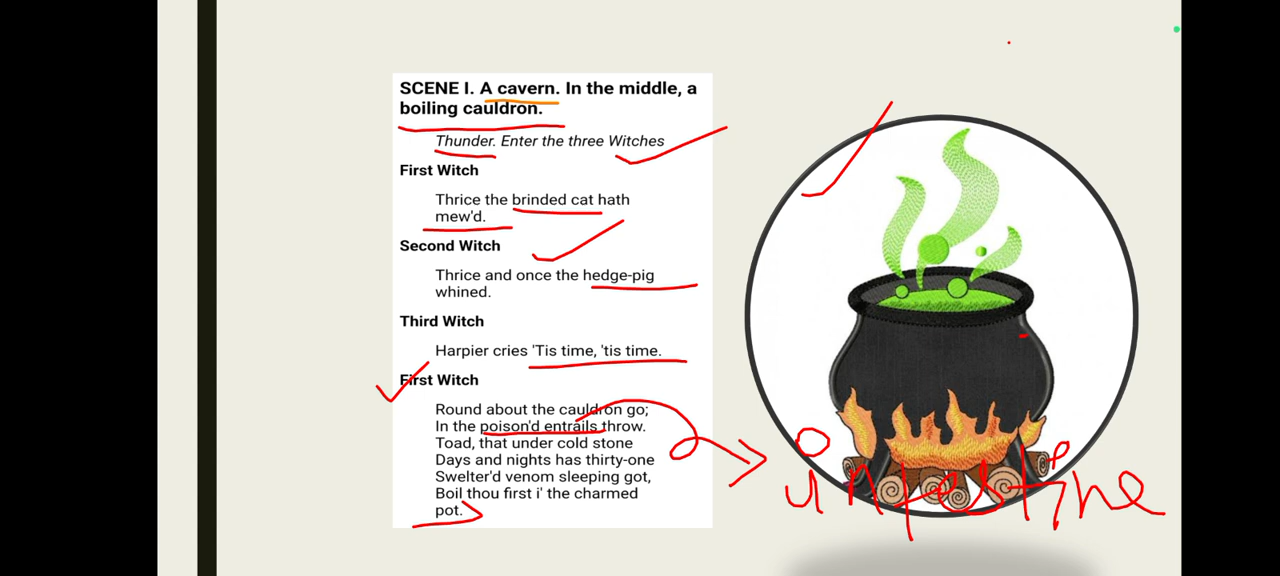 SCENE I. A cavern. In the middle, a
boiling cauldron.
Thunder. Enter the three Witches
First Witch
Thrice the brinded cat hath
mew'd.
Second Witch
Thrice and once the hedge-pig
whined.
Third Witch
Harpier cries 'Tis time, 'tis time.
First Witch
Round about the cauldron go;
In the poison'd entrails throw.
Toad, that under cold stone
Days and nights has thirty-one
Swelter'd venom sleeping got,
Boil thou first i' the charmed
pot.
intestine